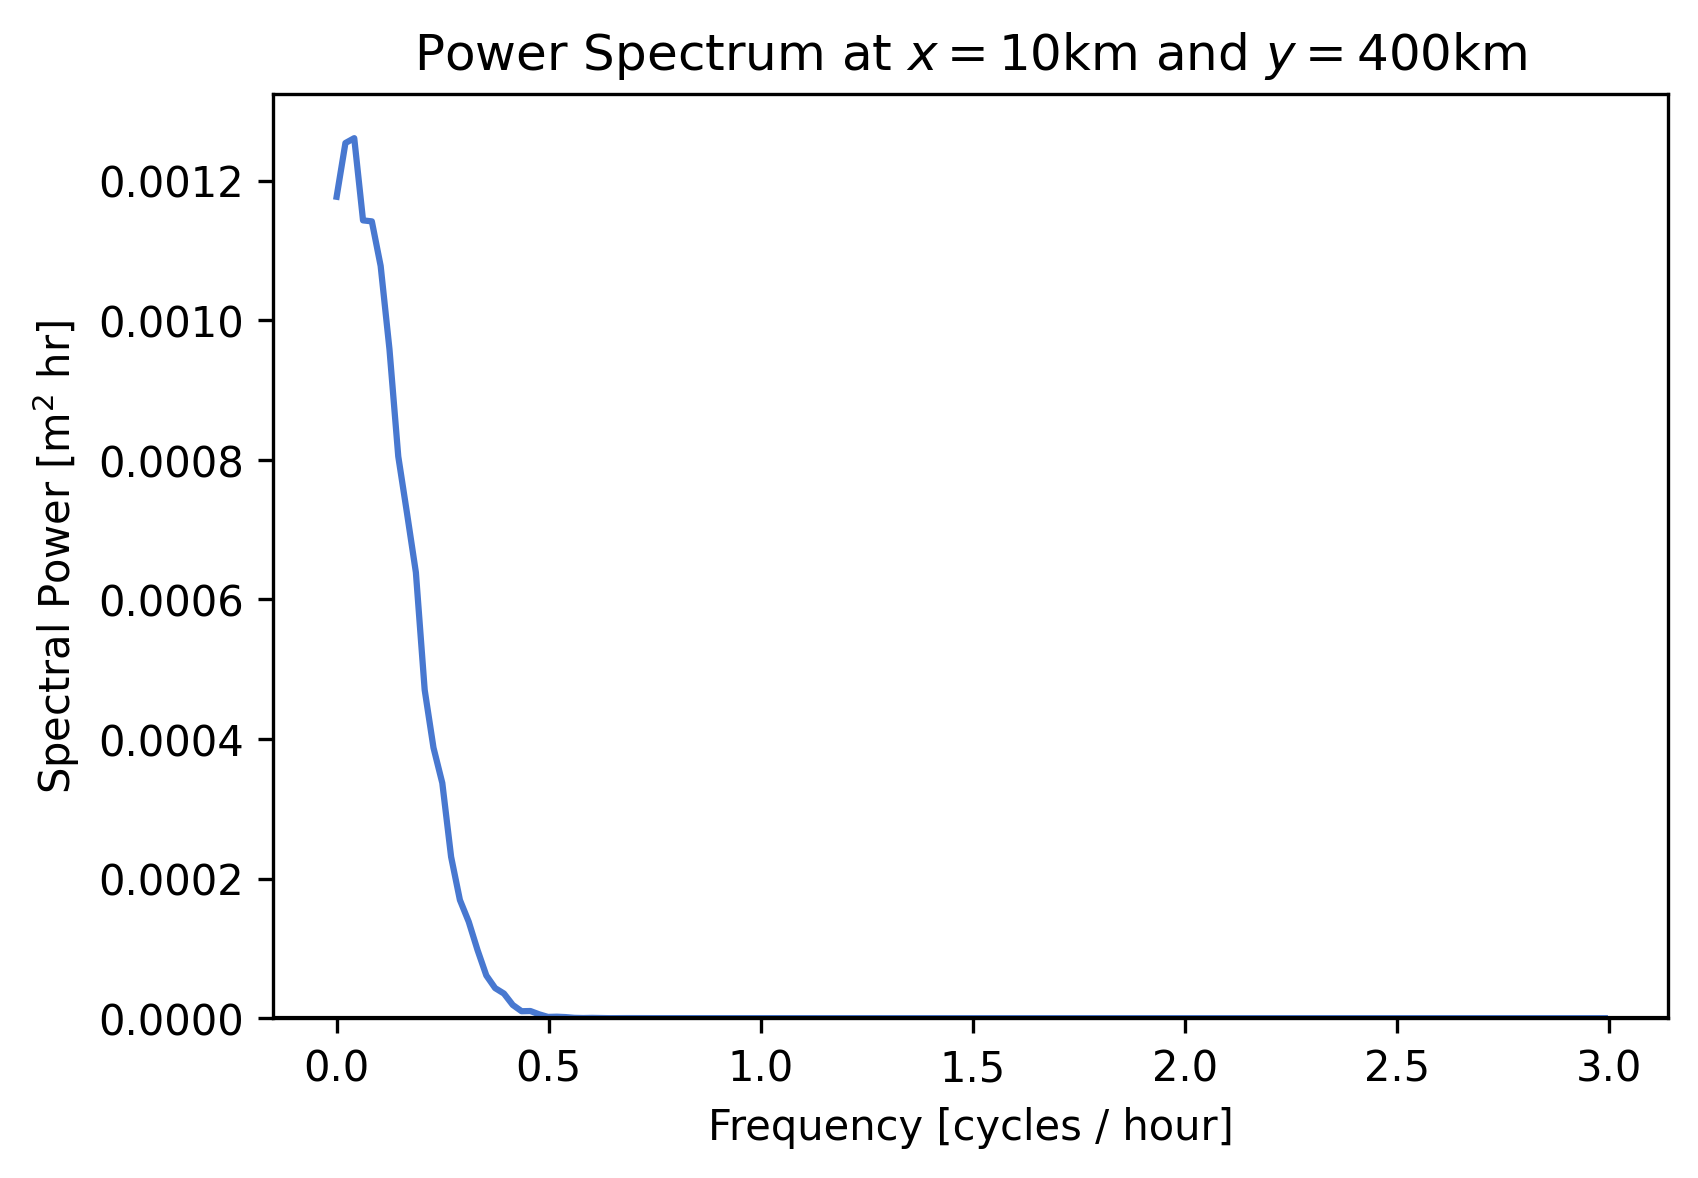 Power Spectrum at x = 10km and y = 400km
Spectral Power [m² hr]
0.0012
0.0010
0.0008
0.0006
0.0004
0.0002
0.0000
0.0 0.5 1.0 1.5 2.0 2.5 3.0
Frequency [cycles / hour]